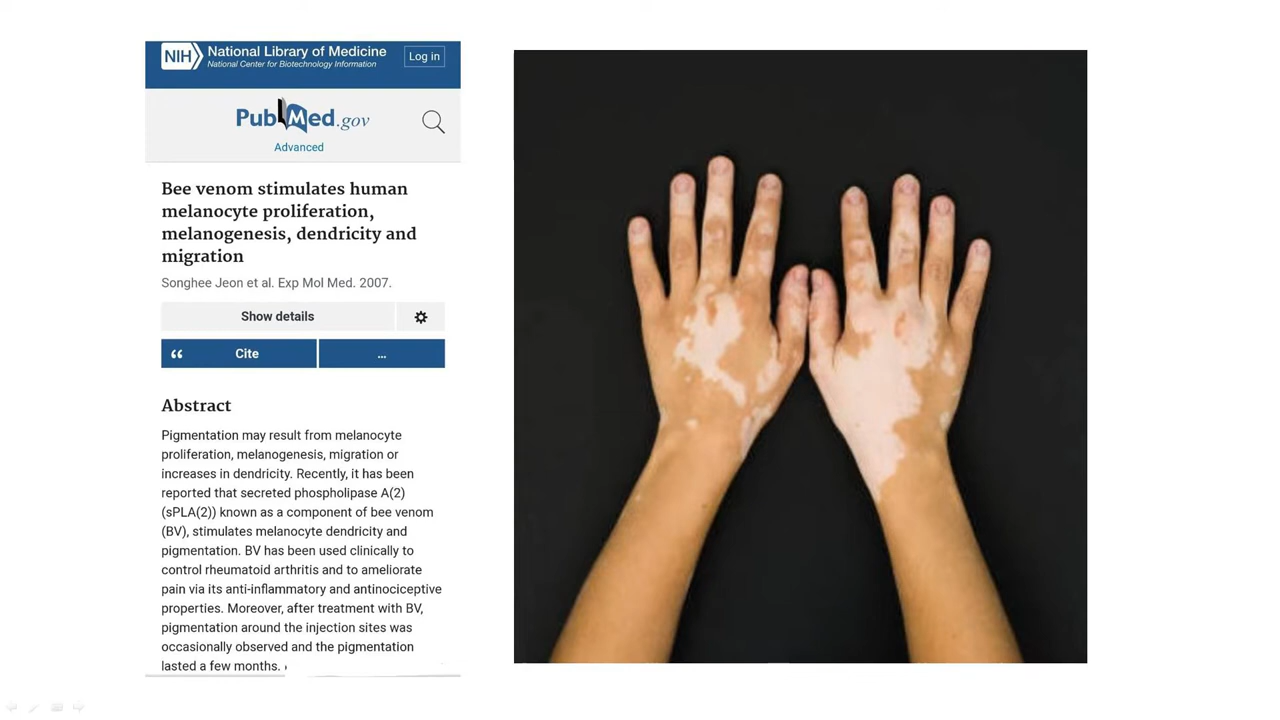 NIH National Library of Medicine
National Center for Biotechnology Information
Log in
PubMed.gov
Advanced
Bee venom stimulates human
melanocyte proliferation,
melanogenesis, dendricity and
migration
Songhee Jeon et al. Exp Mol Med. 2007.
Show details
“ Cite
...
Abstract
Pigmentation may result from melanocyte
proliferation, melanogenesis, migration or
increases in dendricity. Recently, it has been
reported that secreted phospholipase A(2)
(sPLA(2)) known as a component of bee venom
(BV), stimulates melanocyte dendricity and
pigmentation. BV has been used clinically to
control rheumatoid arthritis and to ameliorate
pain via its anti-inflammatory and antinociceptive
properties. Moreover, after treatment with BV,
pigmentation around the injection sites was
occasionally observed and the pigmentation
lasted a few months.